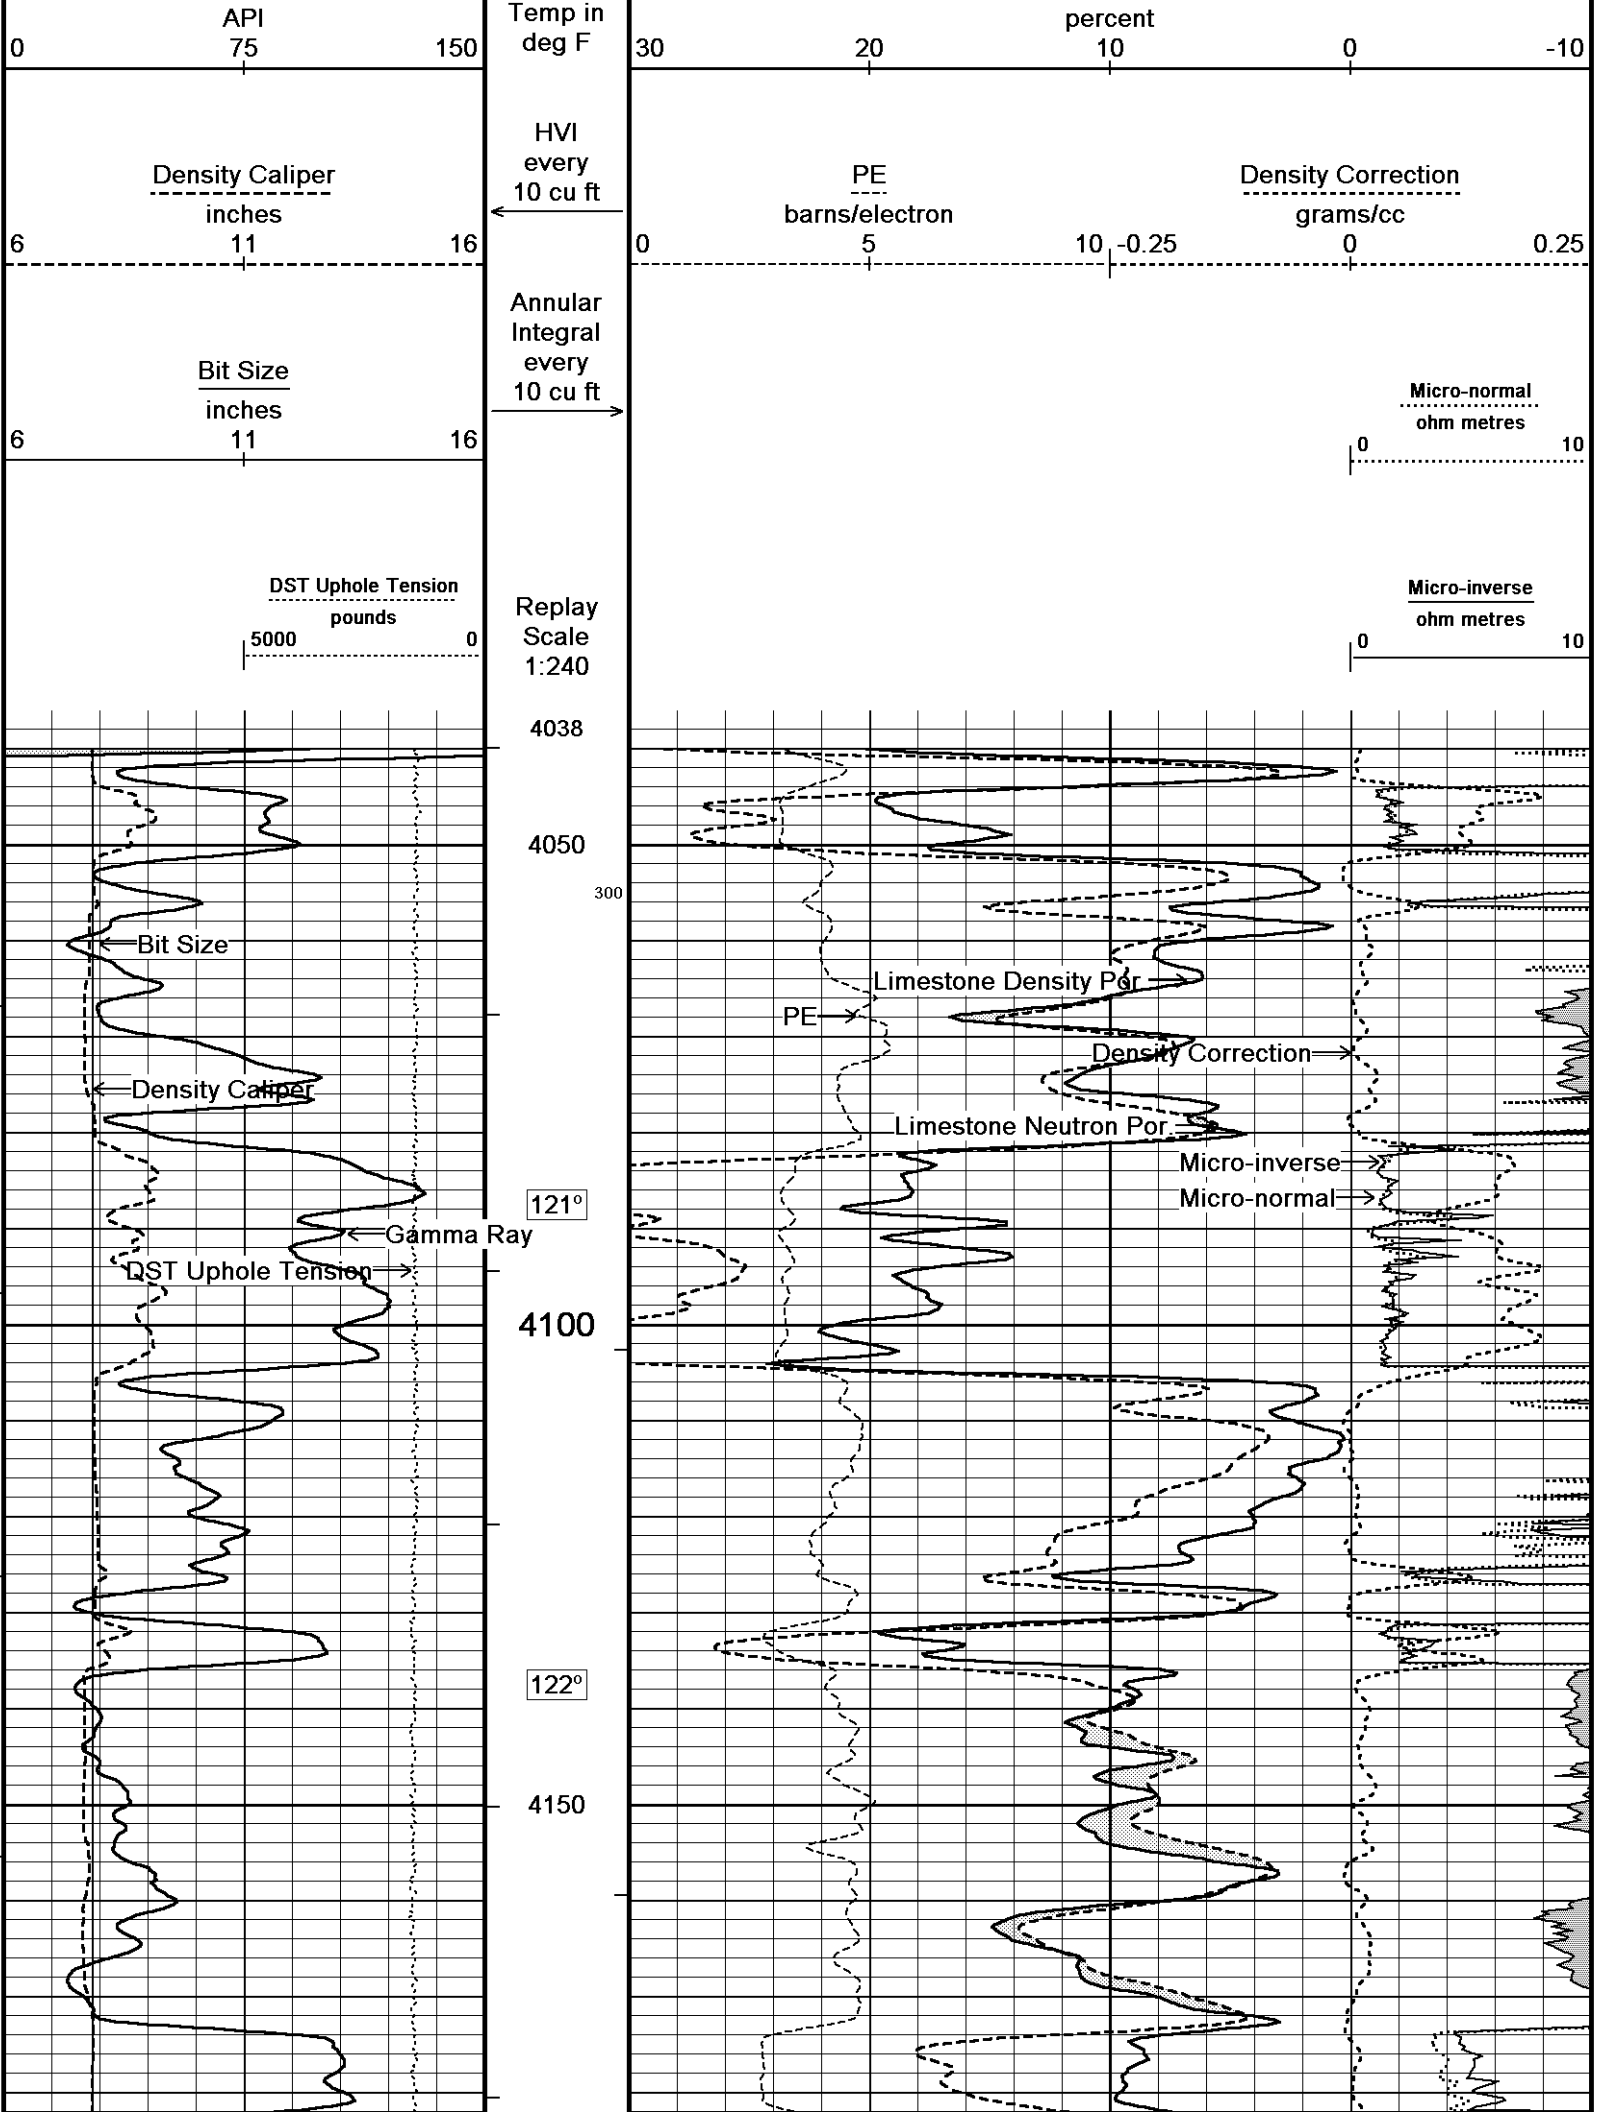 API
0 75 150
Temp in
deg F
percent
30 20 10 0 -10
HVI
every
10 cu ft
Density Caliper
inches
6 11 16
PE
barns/electron
0 5 10
Density Correction
grams/cc
-0.25 0 0.25
Annular
Integral
every
10 cu ft
Bit Size
inches
6 11 16
Micro-normal
ohm metres
0 10
DST Uphole Tension
pounds
5000 0
Replay
Scale
1:240
Micro-inverse
ohm metres
0 10
4038
4050
300
Bit Size
Limestone Density Por
PE
Density Correction
Density Caliper
Limestone Neutron Por.
Micro-inverse
121º
Micro-normal
Gamma Ray
DST Uphole Tension
4100
122º
4150